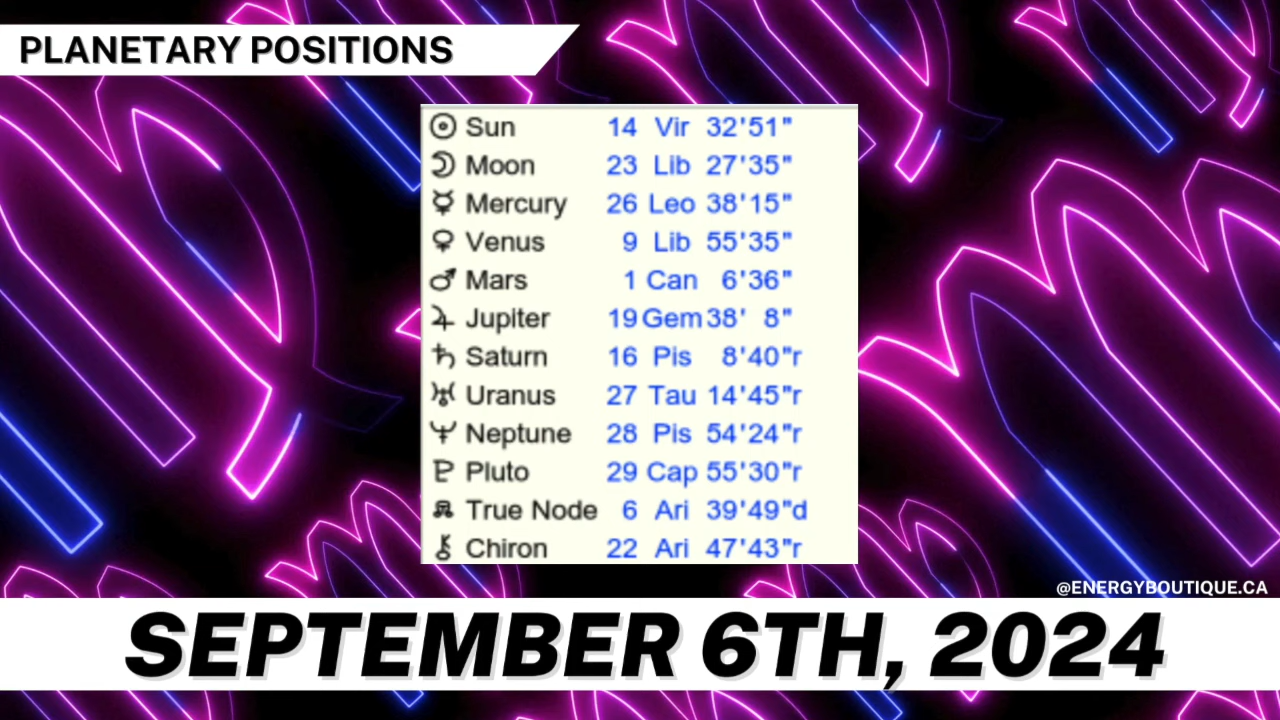 PLANETARY POSITIONS
☉ Sun 14 Vir 32'51"
☽ Moon 23 Lib 27'35"
☿ Mercury 26 Leo 38'15"
♀ Venus 9 Lib 55'35"
♂ Mars 1 Can 6'36"
♃ Jupiter 19 Gem 38' 8"
♄ Saturn 16 Pis 8'40"r
♅ Uranus 27 Tau 14'45"r
♆ Neptune 28 Pis 54'24"r
♇ Pluto 29 Cap 55'30"r
☊ True Node 6 Ari 39'49"d
⚷ Chiron 22 Ari 47'43"r
@ENERGYBOUTIQUE.CA
SEPTEMBER 6TH, 2024